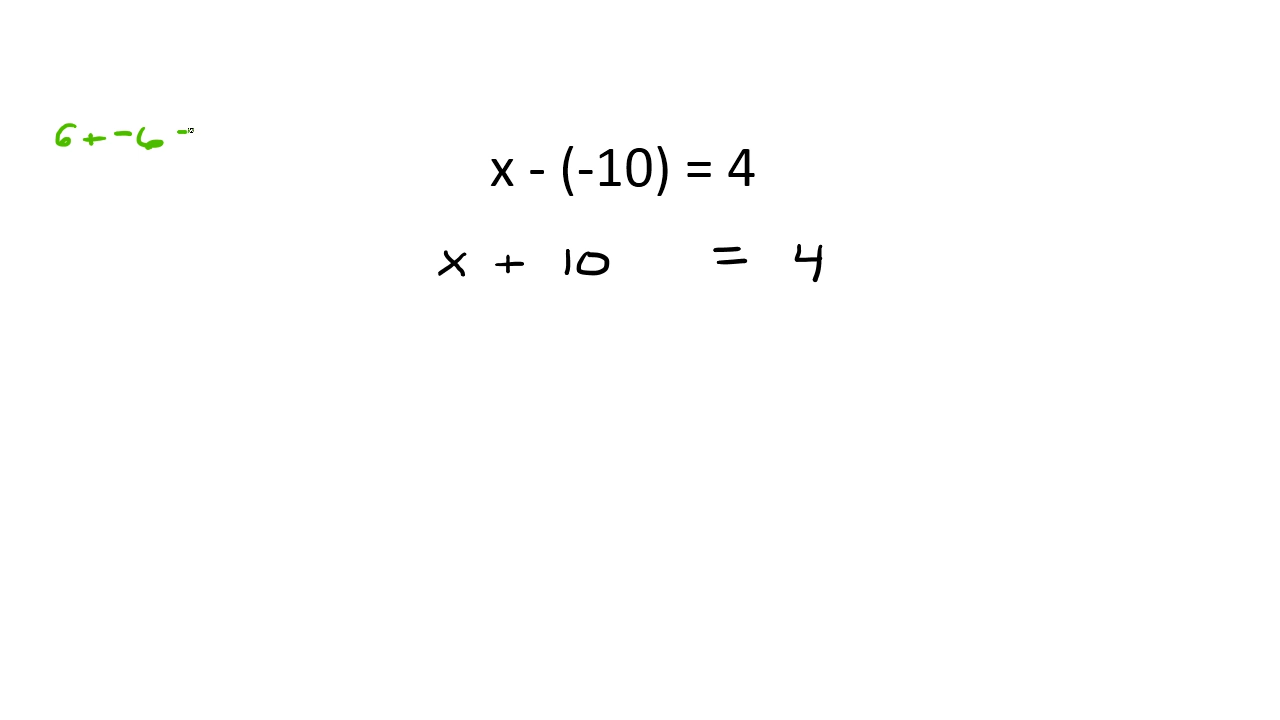 6 + -6 -
x - (-10) = 4
x + 10 = 4